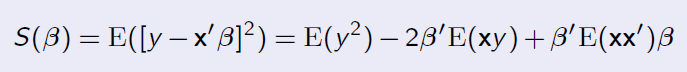 S(β) = E([y − x′β]²) = E(y²) − 2β′E(xy) + β′E(xx′)β